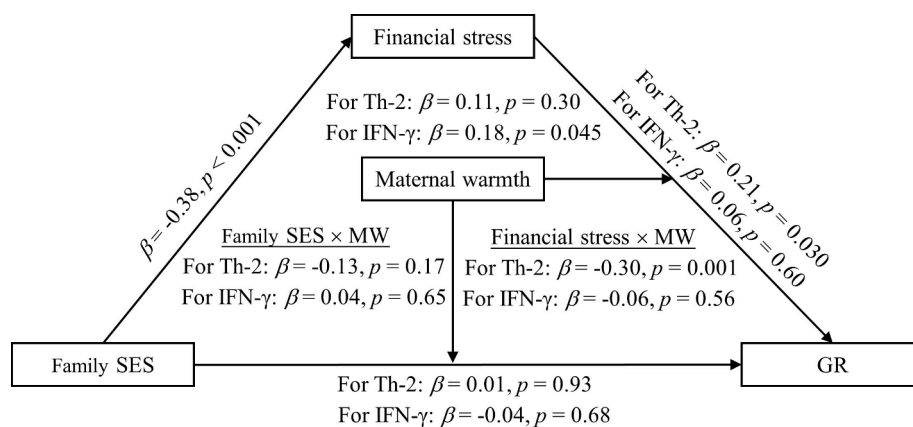 Financial stress
For Th-2: β = 0.11, p = 0.30
For IFN-γ: β = 0.18, p = 0.045
Maternal warmth
β = -0.38, p < 0.001
For Th-2: β = 0.21, p = 0.030
For IFN-γ: β = 0.06, p = 0.60
Family SES × MW
For Th-2: β = -0.13, p = 0.17
For IFN-γ: β = 0.04, p = 0.65
Financial stress × MW
For Th-2: β = -0.30, p = 0.001
For IFN-γ: β = -0.06, p = 0.56
Family SES
GR
For Th-2: β = 0.01, p = 0.93
For IFN-γ: β = -0.04, p = 0.68